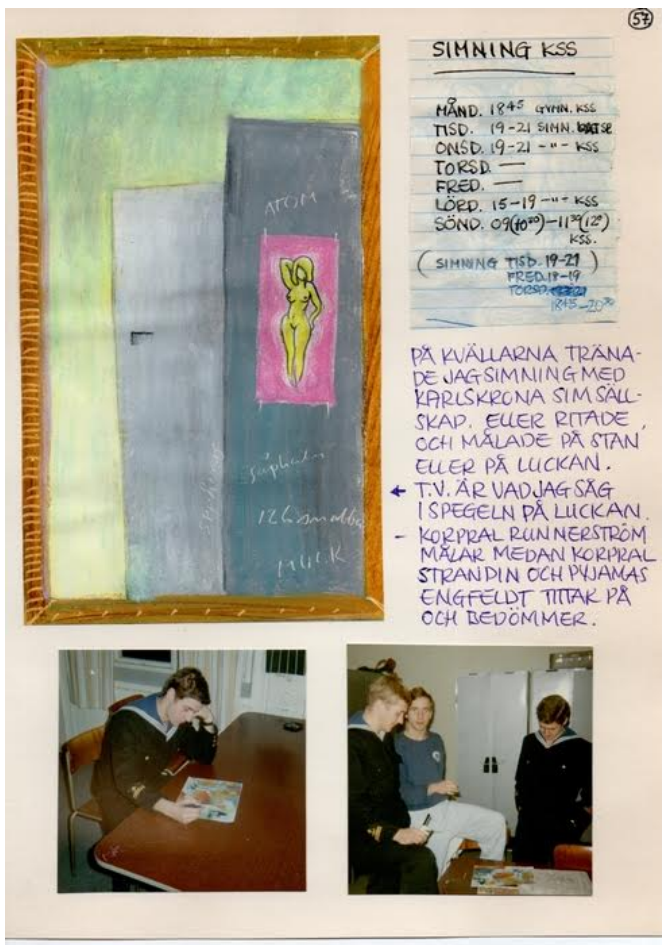 57
SIMNING KSS
MÅND. 18⁴⁵ GYMN. KSS
TISD. 19-21 SIMN.
ONSD. 19-21 -"- KSS
TORSD. —
FRED. —
LÖRD. 15-19 -"- KSS
SÖND. 09(10³⁰)-11³⁰(12⁰)
KSS.
(SIMNING TISD. 19-21)
FRED. 18-19
TORSD.
18⁴⁵-20³⁰
ATOM
MUCK
PÅ KVÄLLARNA TRÄNA-
DE JAG SIMNING MED
KARLSKRONA SIMSÄLL-
SKAP. ELLER RITADE
OCH MÅLADE PÅ STAN
ELLER PÅ LUCKAN.
← T.V. ÄR VAD JAG SÅG
I SPEGELN PÅ LUCKAN.
- KORPRAL RUNNERSTRÖM
MÅLAR MEDAN KORPRAL
STRANDIN OCH PYJAMAS
ENGFELDT TITTAR PÅ
OCH BEDÖMMER.